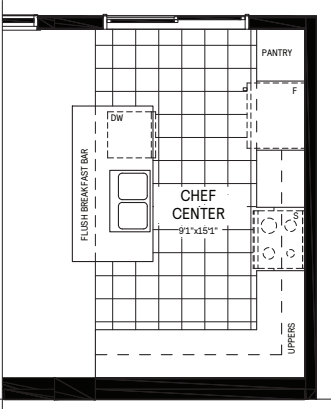 PANTRY
F
DW
FLUSH BREAKFAST BAR
CHEF
CENTER
9'1"x15'1"
S
UPPERS